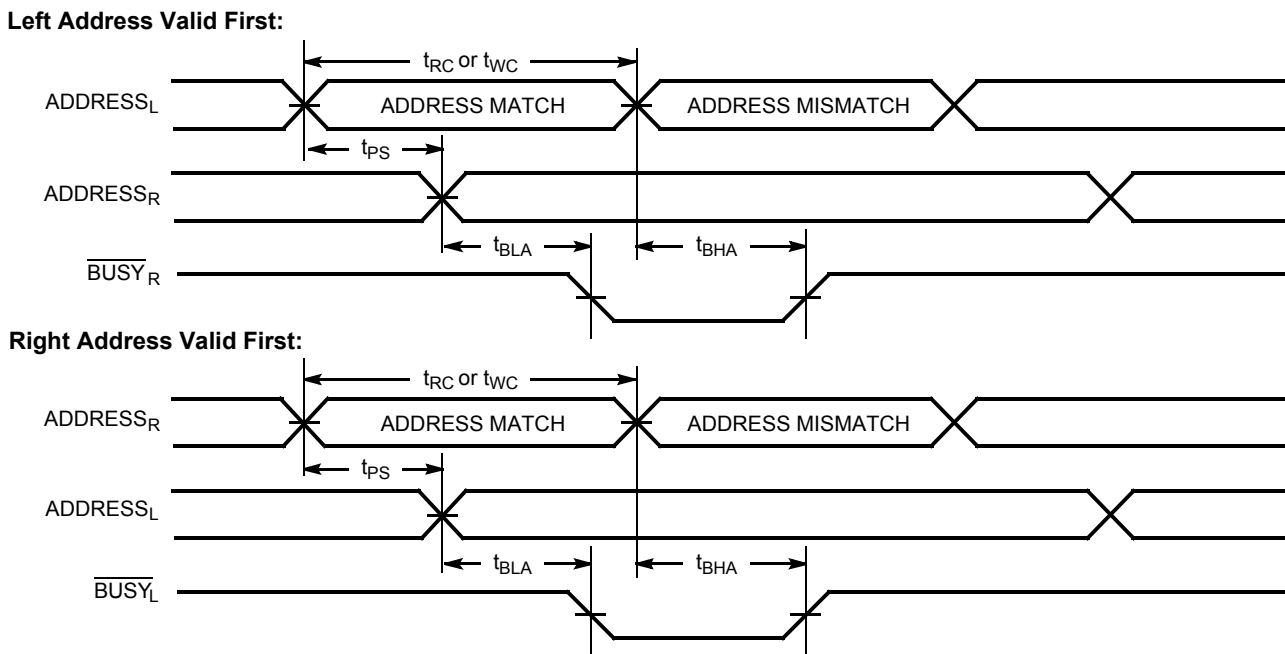 Left Address Valid First:
tRC or tWC
ADDRESSL
ADDRESS MATCH
ADDRESS MISMATCH
tPS
ADDRESSR
tBLA
tBHA
BUSYR
Right Address Valid First:
tRC or tWC
ADDRESSR
ADDRESS MATCH
ADDRESS MISMATCH
tPS
ADDRESSL
tBLA
tBHA
BUSYL